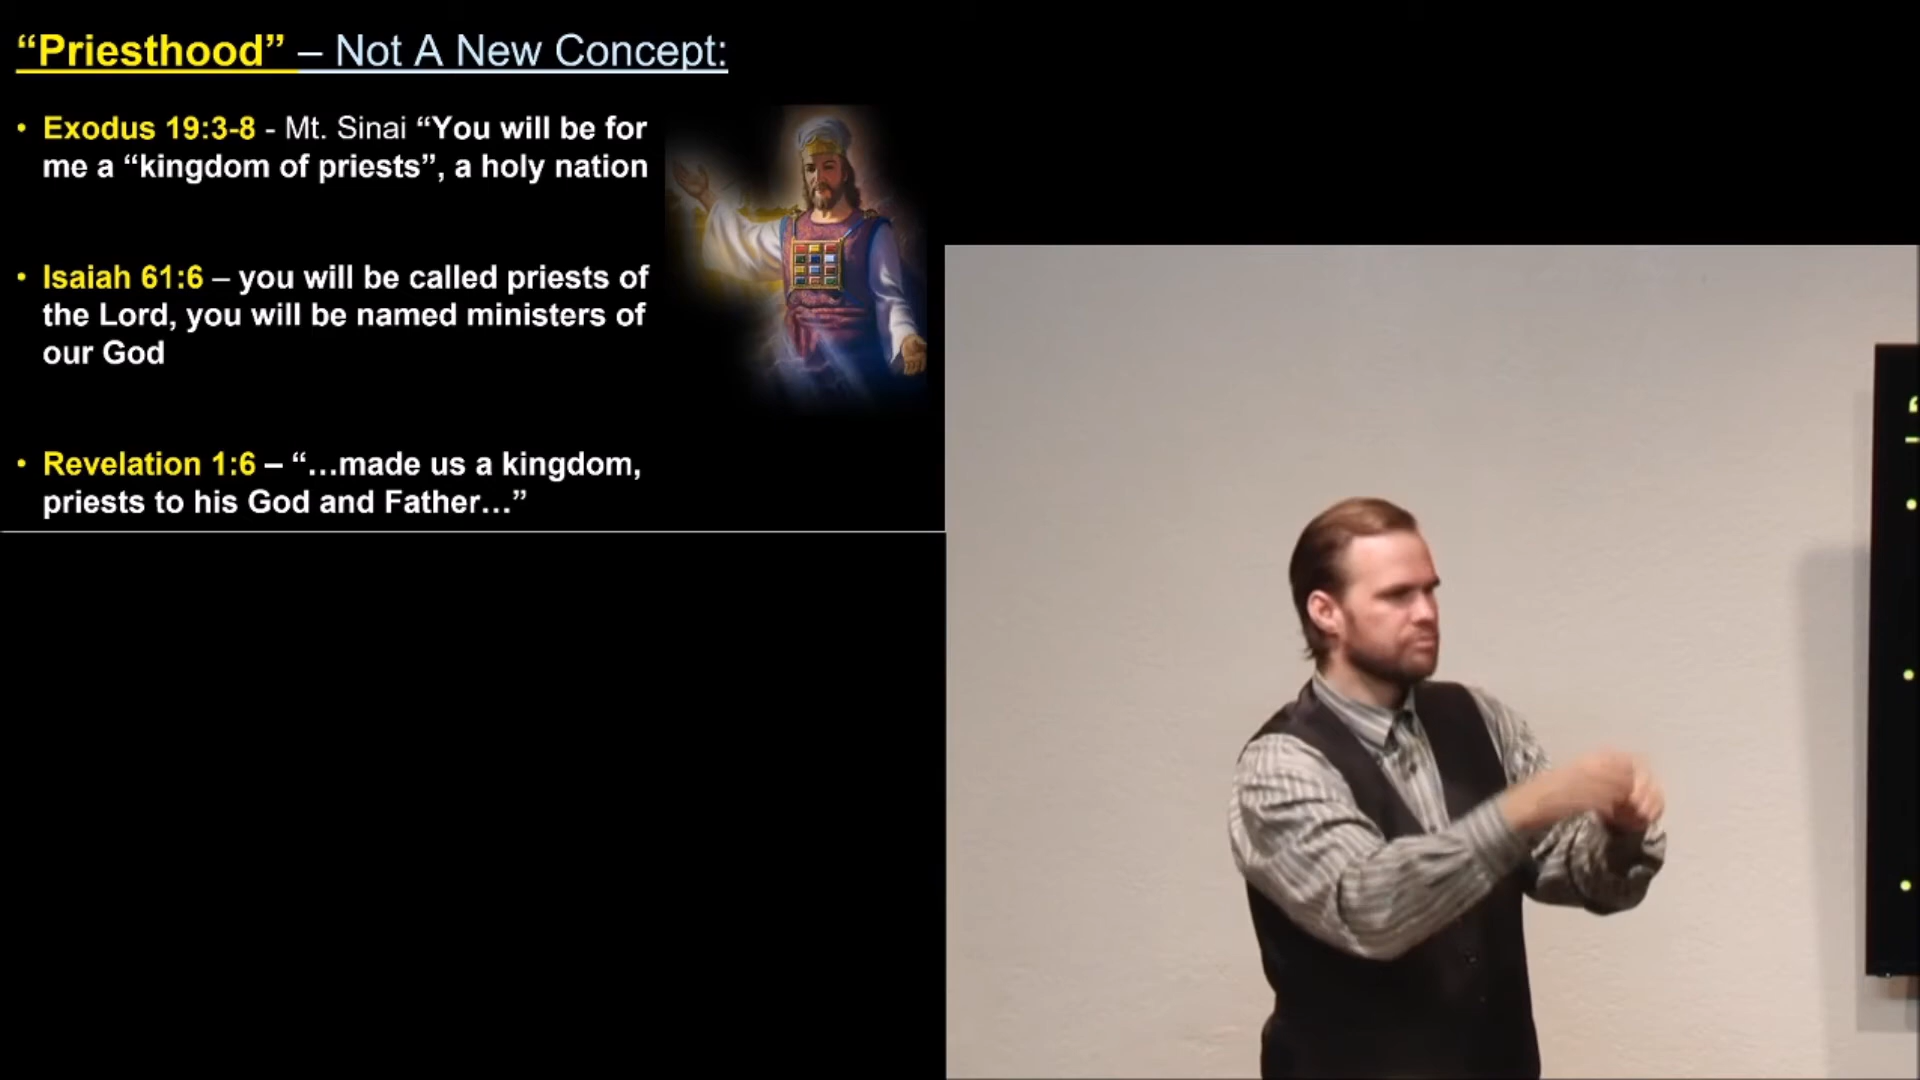 “Priesthood” – Not A New Concept:
• Exodus 19:3-8 - Mt. Sinai “You will be for
me a “kingdom of priests”, a holy nation
• Isaiah 61:6 – you will be called priests of
the Lord, you will be named ministers of
our God
• Revelation 1:6 – “…made us a kingdom,
priests to his God and Father…”